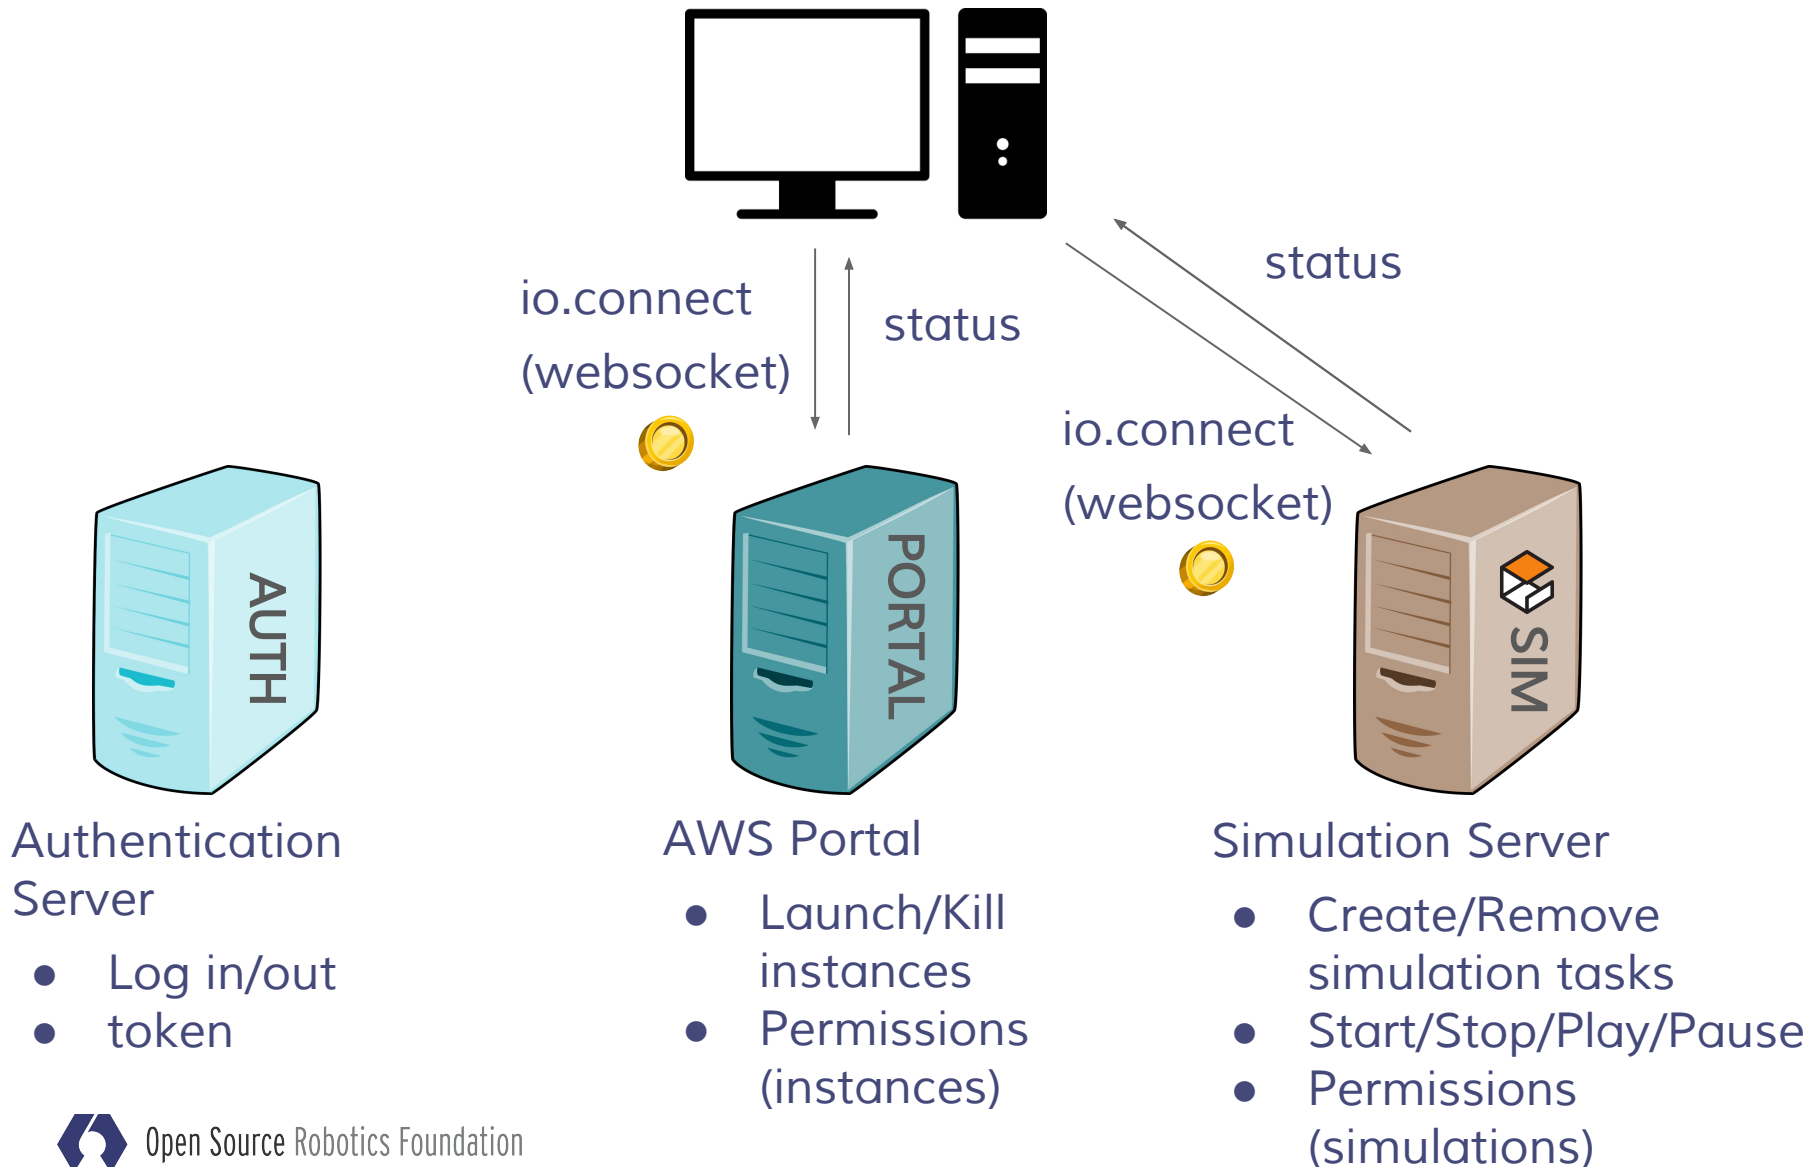 io.connect
(websocket)
status
status
io.connect
(websocket)
AUTH
PORTAL
SIM
Authentication
Server
● Log in/out
● token
AWS Portal
● Launch/Kill
instances
● Permissions
(instances)
Simulation Server
● Create/Remove
simulation tasks
● Start/Stop/Play/Pause
● Permissions
(simulations)
Open Source Robotics Foundation